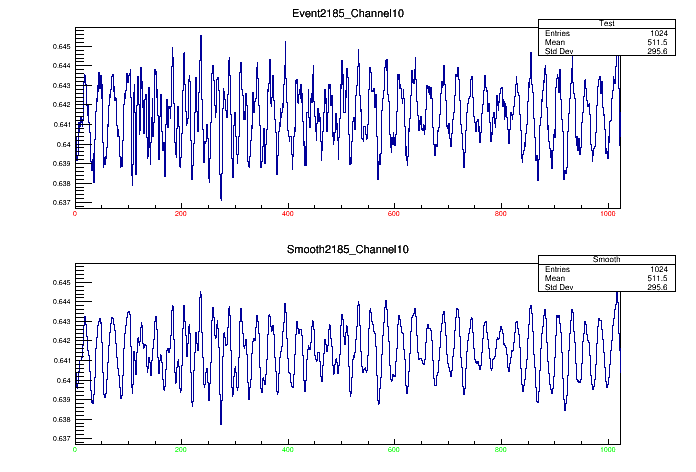 Event2185_Channel10
Test
Entries 1024
Mean 511.5
Std Dev 295.6
0.645
0.644
0.643
0.642
0.641
0.64
0.639
0.638
0.637
0 200 400 600 800 1000
Smooth2185_Channel10
Smooth
Entries 1024
Mean 511.5
Std Dev 295.6
0.645
0.644
0.643
0.642
0.641
0.64
0.639
0.638
0.637
0 200 400 600 800 1000